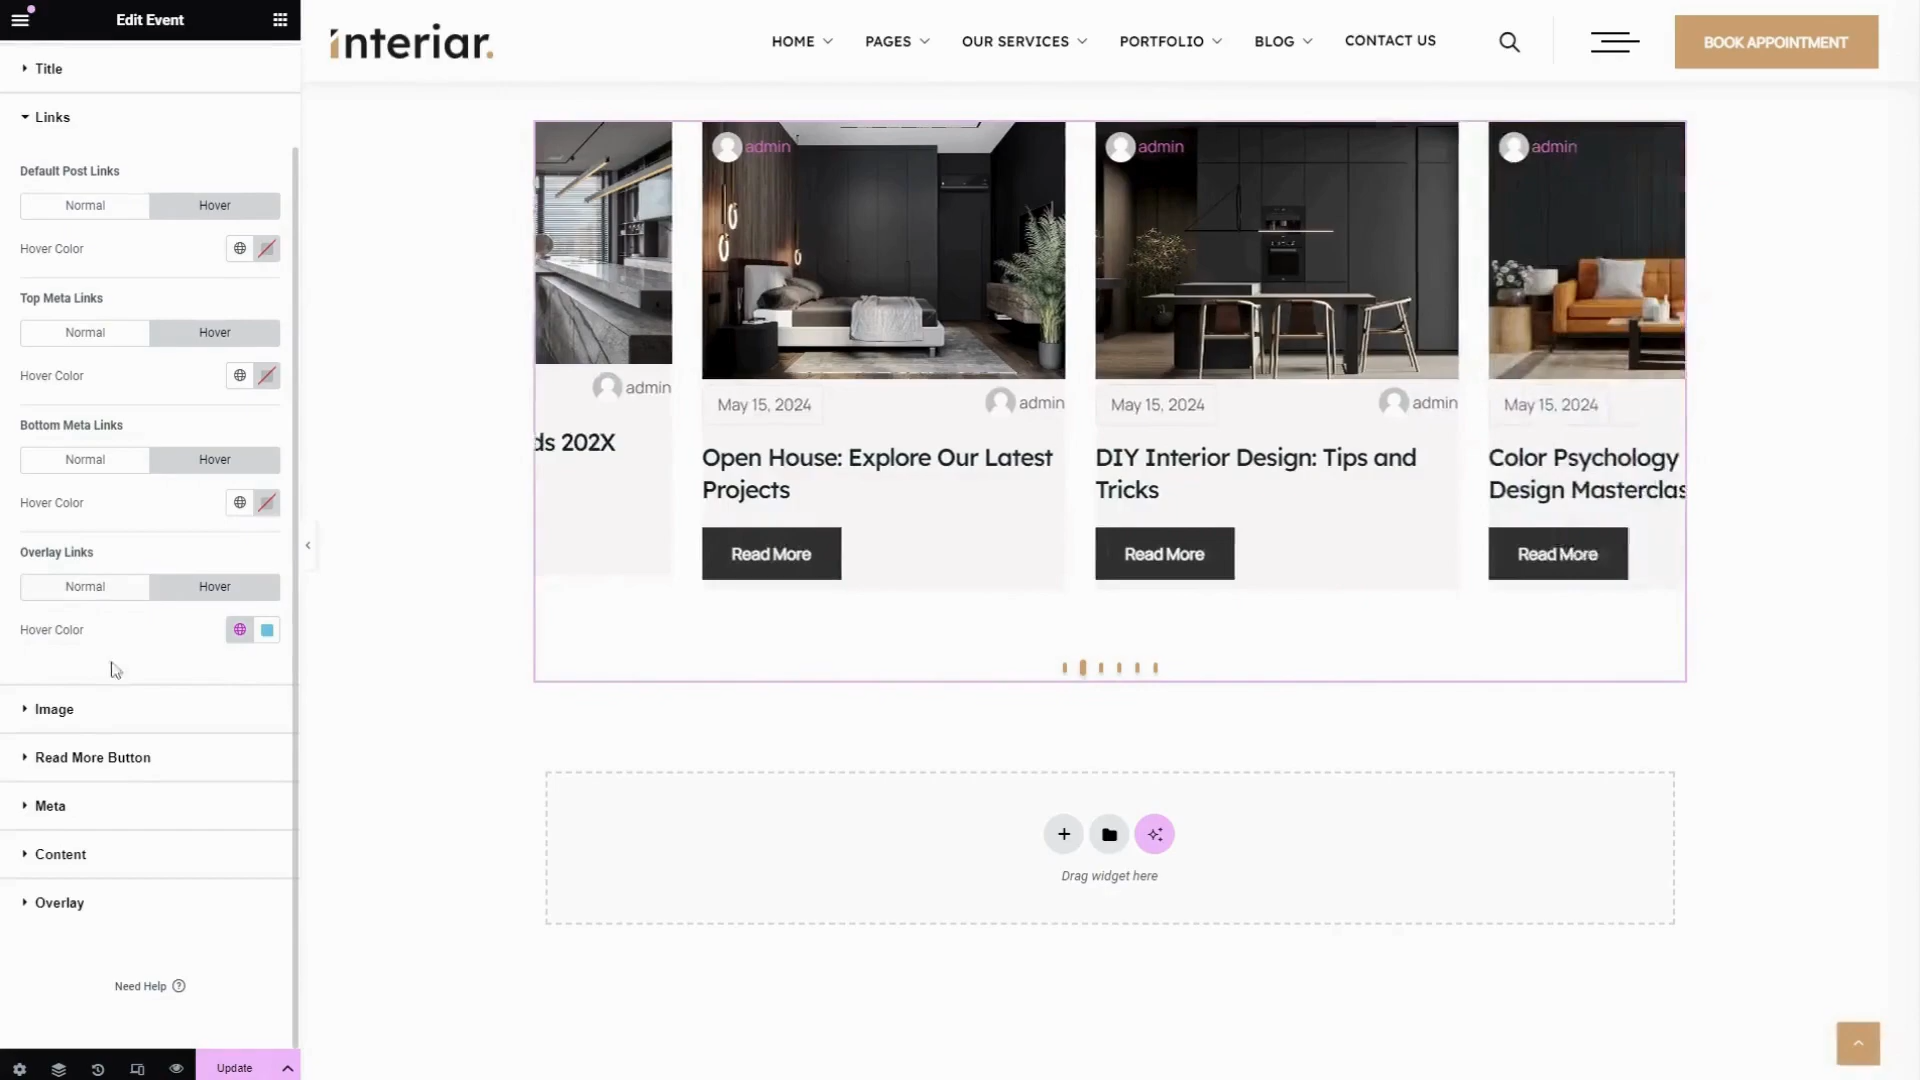 Edit Event
Title
Links
Default Post Links
Normal Hover
Hover Color
Top Meta Links
Normal Hover
Hover Color
Bottom Meta Links
Normal Hover
Hover Color
Overlay Links
Normal Hover
Hover Color
Image
Read More Button
Meta
Content
Overlay
Need Help
Update
interiar.
HOME PAGES OUR SERVICES PORTFOLIO BLOG CONTACT US
BOOK APPOINTMENT
admin
ds 202X
admin
May 15, 2024 admin
Open House: Explore Our Latest
Projects
Read More
admin
May 15, 2024 admin
DIY Interior Design: Tips and
Tricks
Read More
admin
May 15, 2024
Color Psychology
Design Masterclas
Read More
Drag widget here